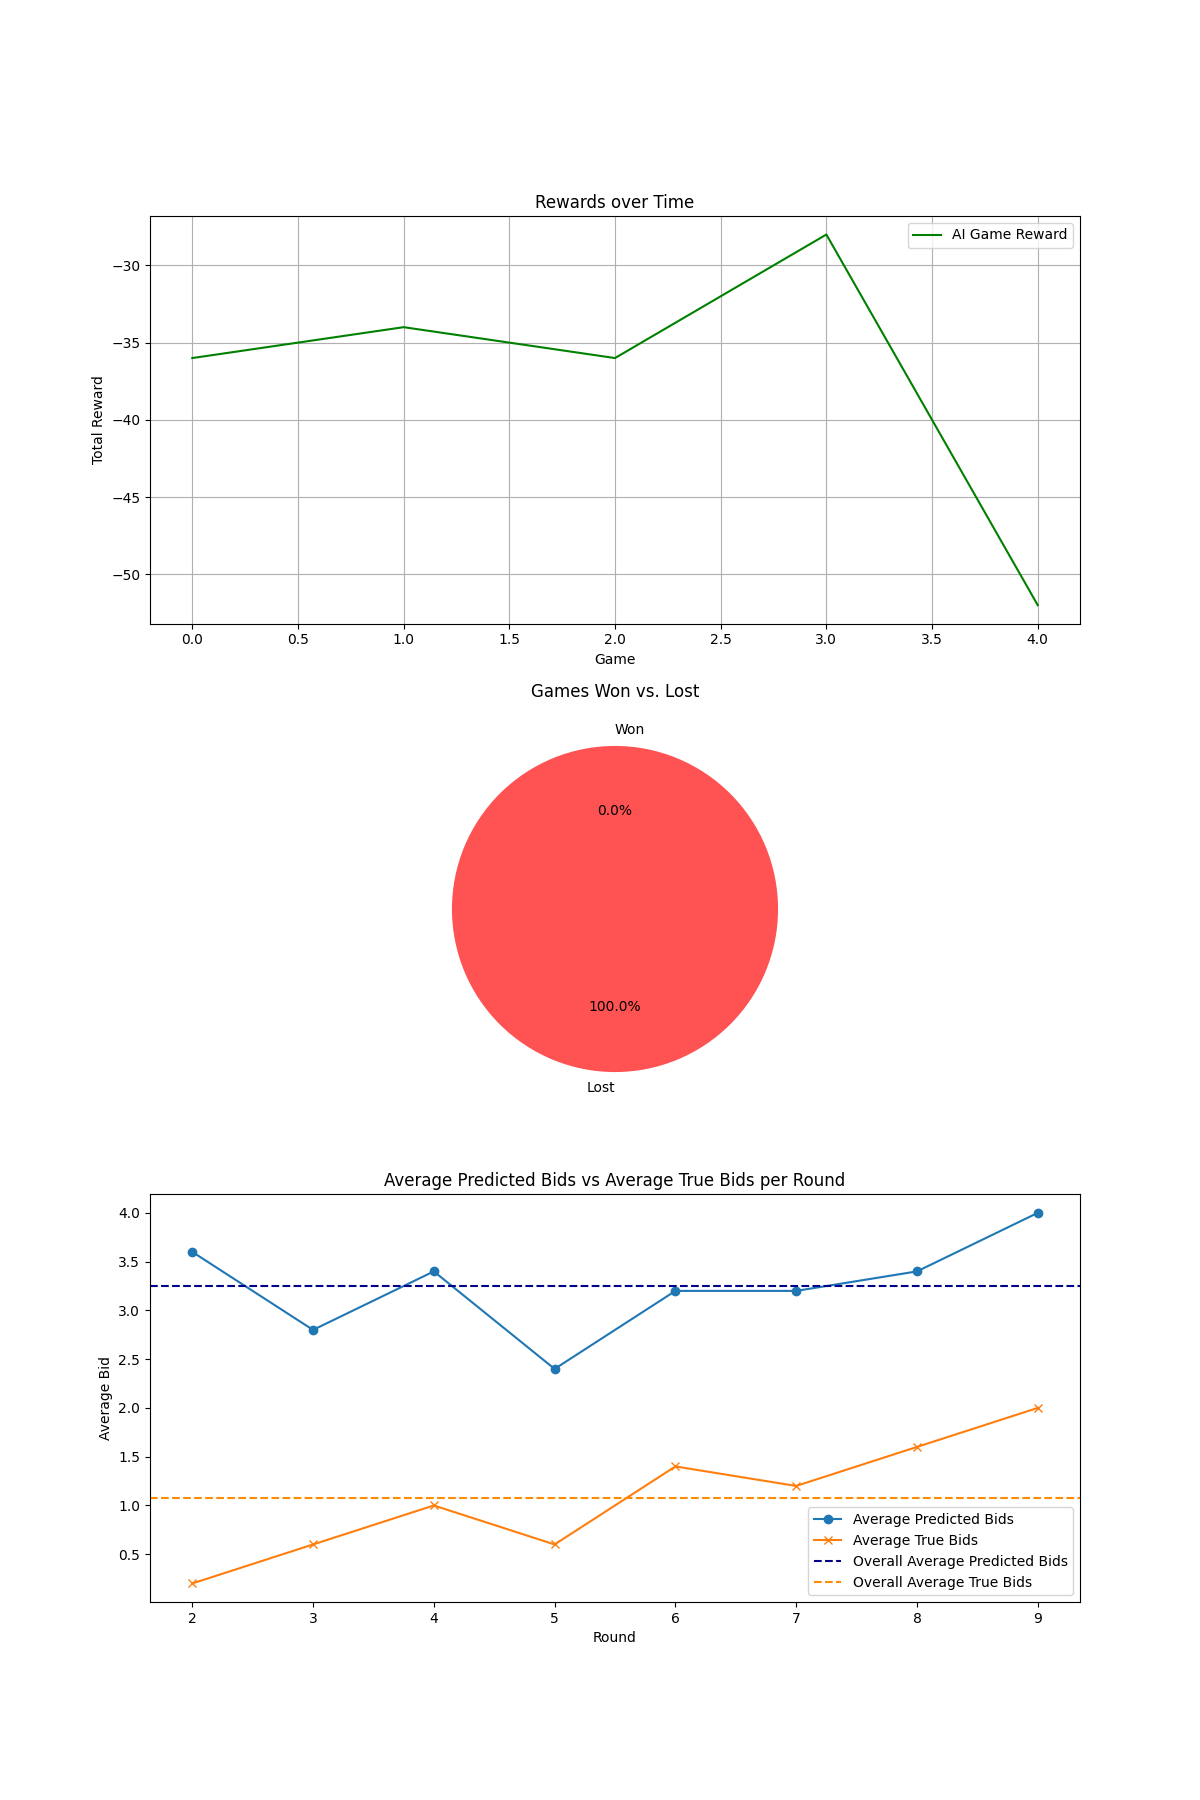 Rewards over Time
AI Game Reward
−30
−35
−40
−45
−50
Total Reward
0.0 0.5 1.0 1.5 2.0 2.5 3.0 3.5 4.0
Game
Games Won vs. Lost
Won
0.0%
100.0%
Lost
Average Predicted Bids vs Average True Bids per Round
4.0
3.5
3.0
2.5
2.0
1.5
1.0
0.5
Average Bid
Average Predicted Bids
Average True Bids
Overall Average Predicted Bids
Overall Average True Bids
2 3 4 5 6 7 8 9
Round